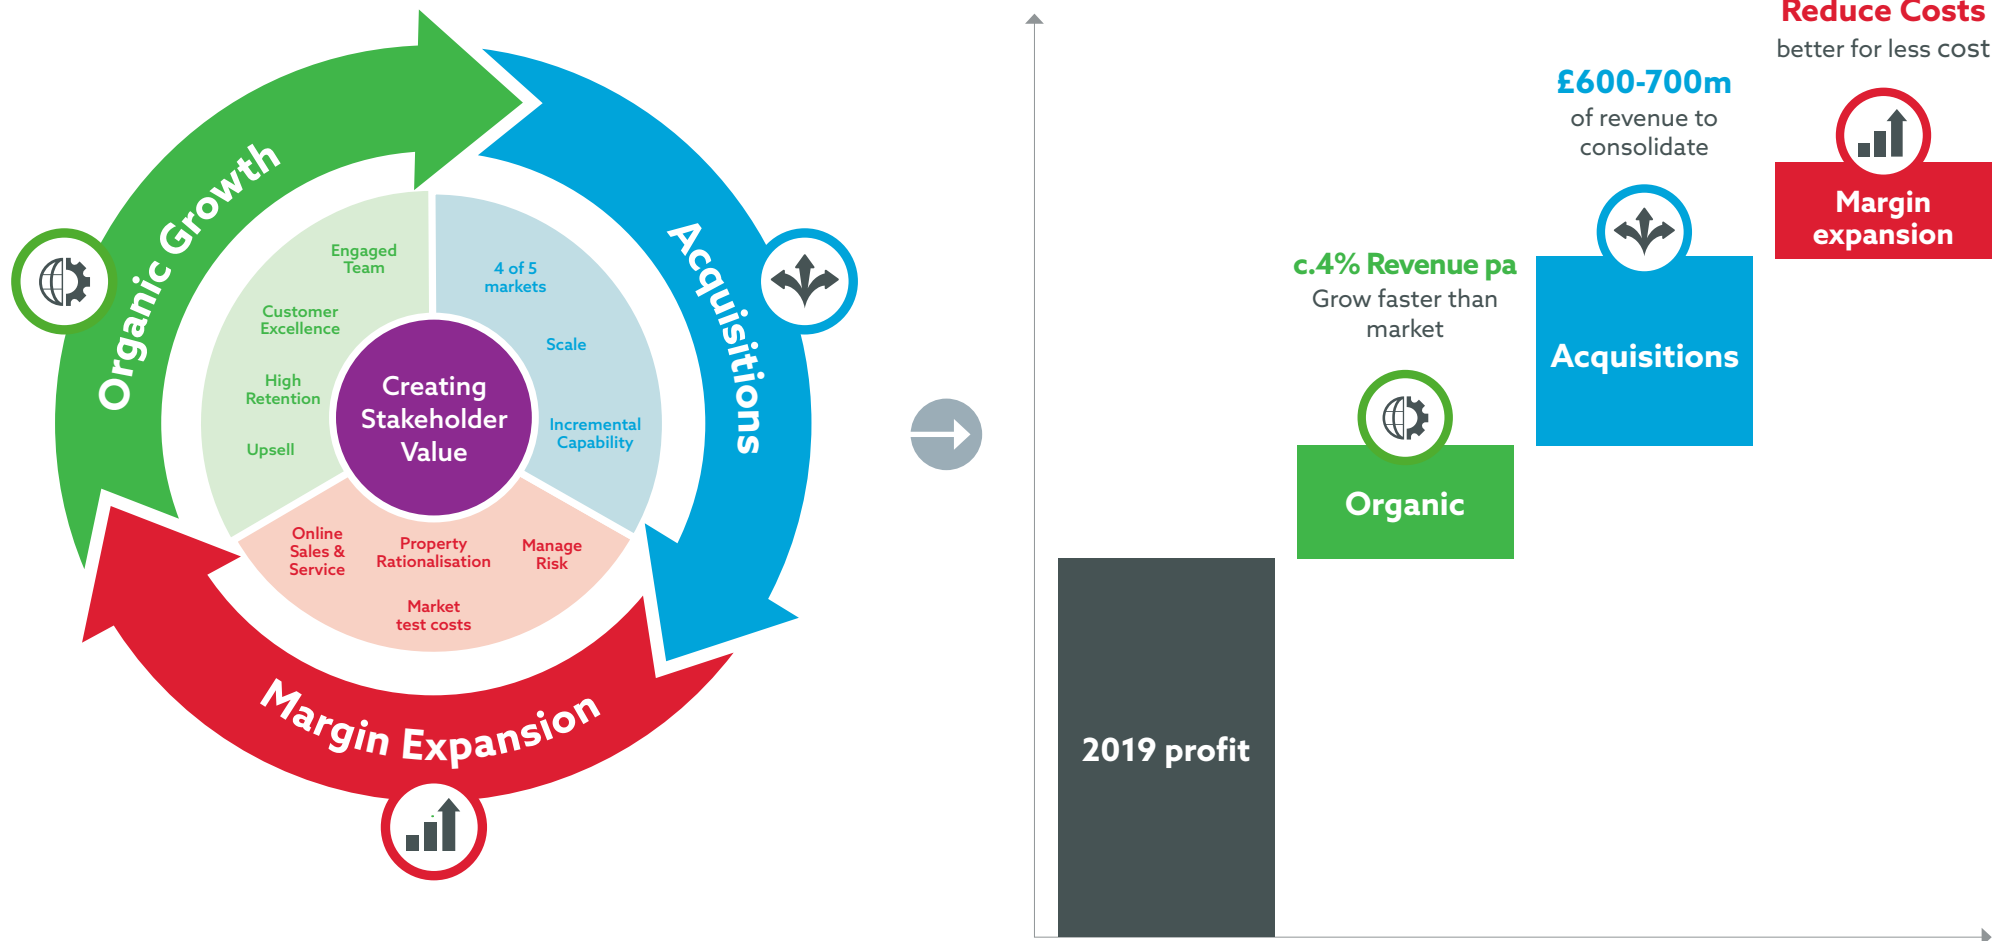 Organic Growth
Acquisitions
Margin Expansion
Engaged
Team
Customer
Excellence
High
Retention
Upsell
4 of 5
markets
Scale
Incremental
Capability
Online
Sales &
Service
Property
Rationalisation
Manage
Risk
Market
test costs
Creating
Stakeholder
Value
2019 profit
c.4% Revenue pa
Grow faster than
market
Organic
£600-700m
of revenue to
consolidate
Acquisitions
Reduce Costs
better for less cost
Margin
expansion